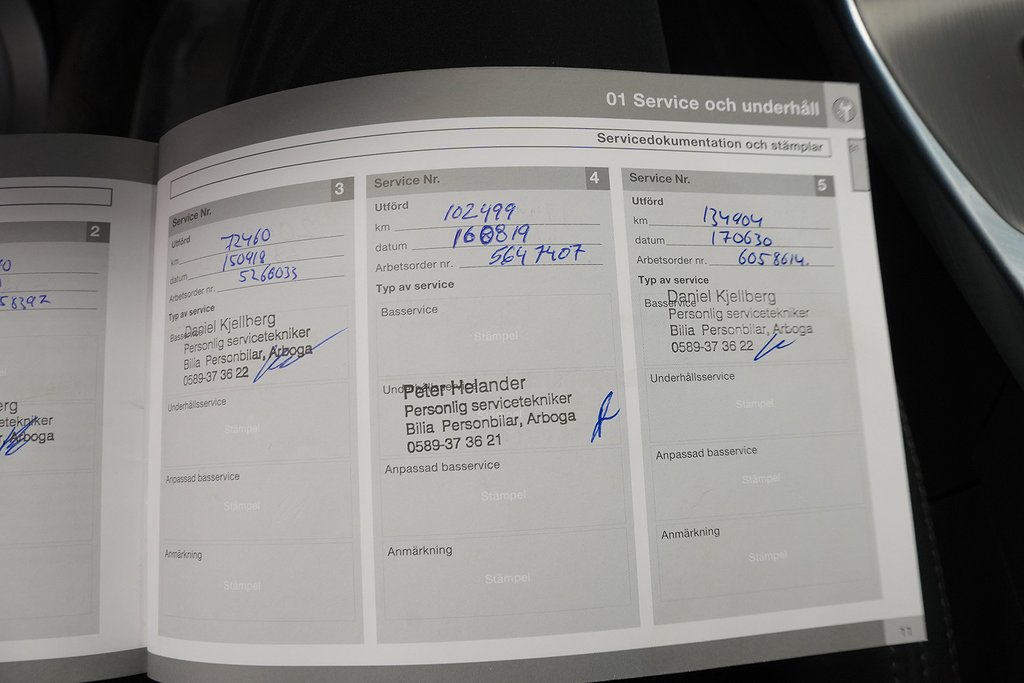 01 Service och underhåll
Servicedokumentation och stämplar
2
Service Nr. 3
Utförd
km 72460
datum 150918
Arbetsorder nr. 5266033
Typ av service
Basservice
Daniel Kjellberg
Personlig servicetekniker
Bilia Personbilar, Arboga
0589-37 36 22
Underhållsservice
Stämpel
Anpassad basservice
Stämpel
Anmärkning
Stämpel
Service Nr. 4
Utförd
km 102499
datum 160819
Arbetsorder nr. 5647407
Typ av service
Basservice
Stämpel
Underhållsservice
Peter Helander
Personlig servicetekniker
Bilia Personbilar, Arboga
0589-37 36 21
Anpassad basservice
Stämpel
Anmärkning
Stämpel
Service Nr. 5
Utförd
km 134904
datum 170630
Arbetsorder nr. 6058614.
Typ av service
Basservice
Daniel Kjellberg
Personlig servicetekniker
Bilia Personbilar, Arboga
0589-37 36 22
Underhållsservice
Stämpel
Anpassad basservice
Stämpel
Anmärkning
Stämpel
11